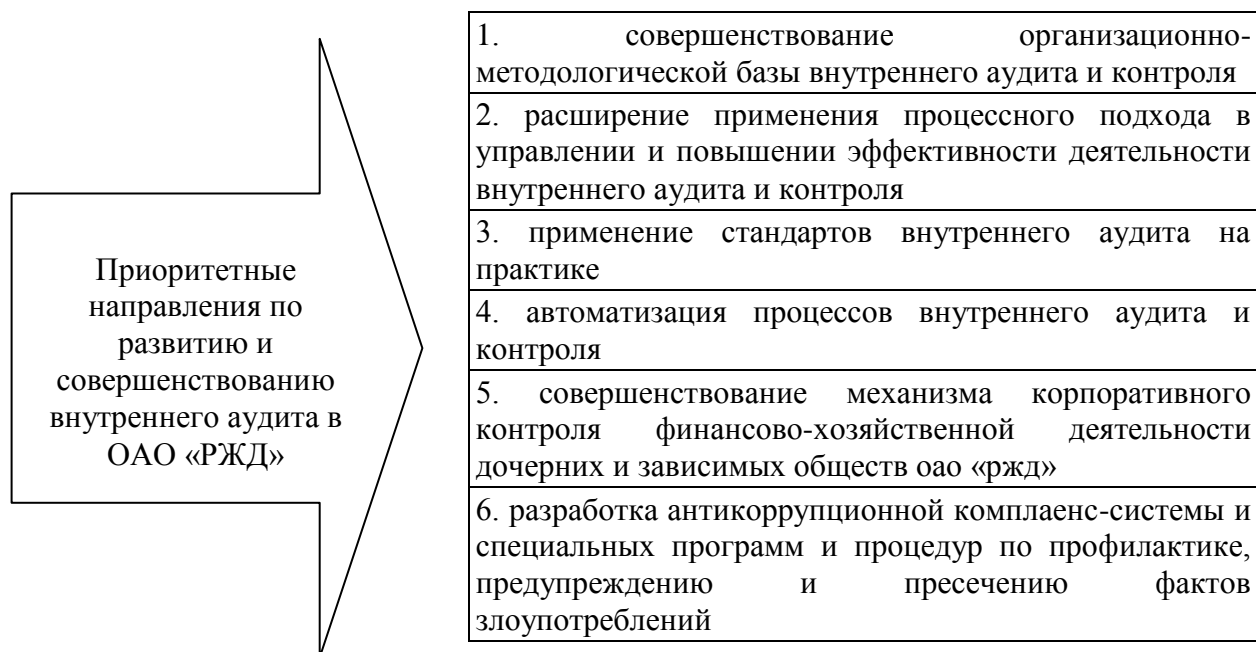 Приоритетные
направления по
развитию и
совершенствованию
внутреннего аудита в
ОАО «РЖД»
1. совершенствование организационно-
методологической базы внутреннего аудита и контроля
2. расширение применения процессного подхода в
управлении и повышении эффективности деятельности
внутреннего аудита и контроля
3. применение стандартов внутреннего аудита на
практике
4. автоматизация процессов внутреннего аудита и
контроля
5. совершенствование механизма корпоративного
контроля финансово-хозяйственной деятельности
дочерних и зависимых обществ оао «ржд»
6. разработка антикоррупционной комплаенс-системы и
специальных программ и процедур по профилактике,
предупреждению и пресечению фактов
злоупотреблений